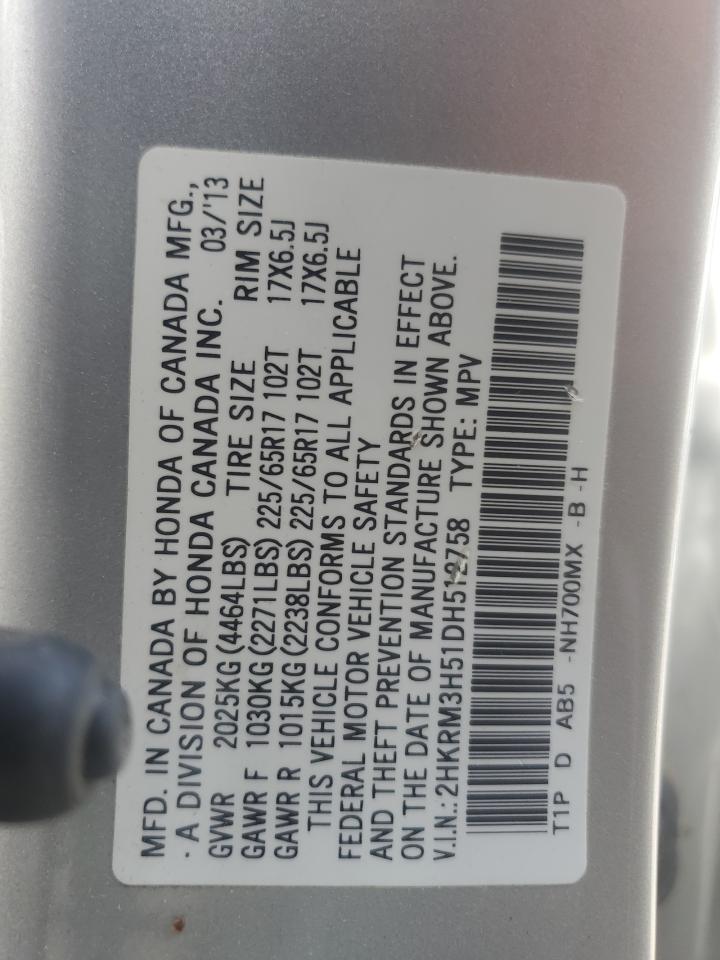 MFD. IN CANADA BY HONDA OF CANADA MFG.,
· A DIVISION OF HONDA CANADA INC. 03/'13
GVWR 2025KG(4464LBS) TIRE SIZE RIM SIZE
GAWR F 1030KG(2271LBS) 225/65R17 102T 17X6.5J
GAWR R 1015KG(2238LBS) 225/65R17 102T 17X6.5J
THIS VEHICLE CONFORMS TO ALL APPLICABLE
FEDERAL MOTOR VEHICLE SAFETY
AND THEFT PREVENTION STANDARDS IN EFFECT
ON THE DATE OF MANUFACTURE SHOWN ABOVE.
V.I.N.: 2HKRM3H51DH512758 TYPE: MPV
T1P D AB5 -NH700MX -B -H